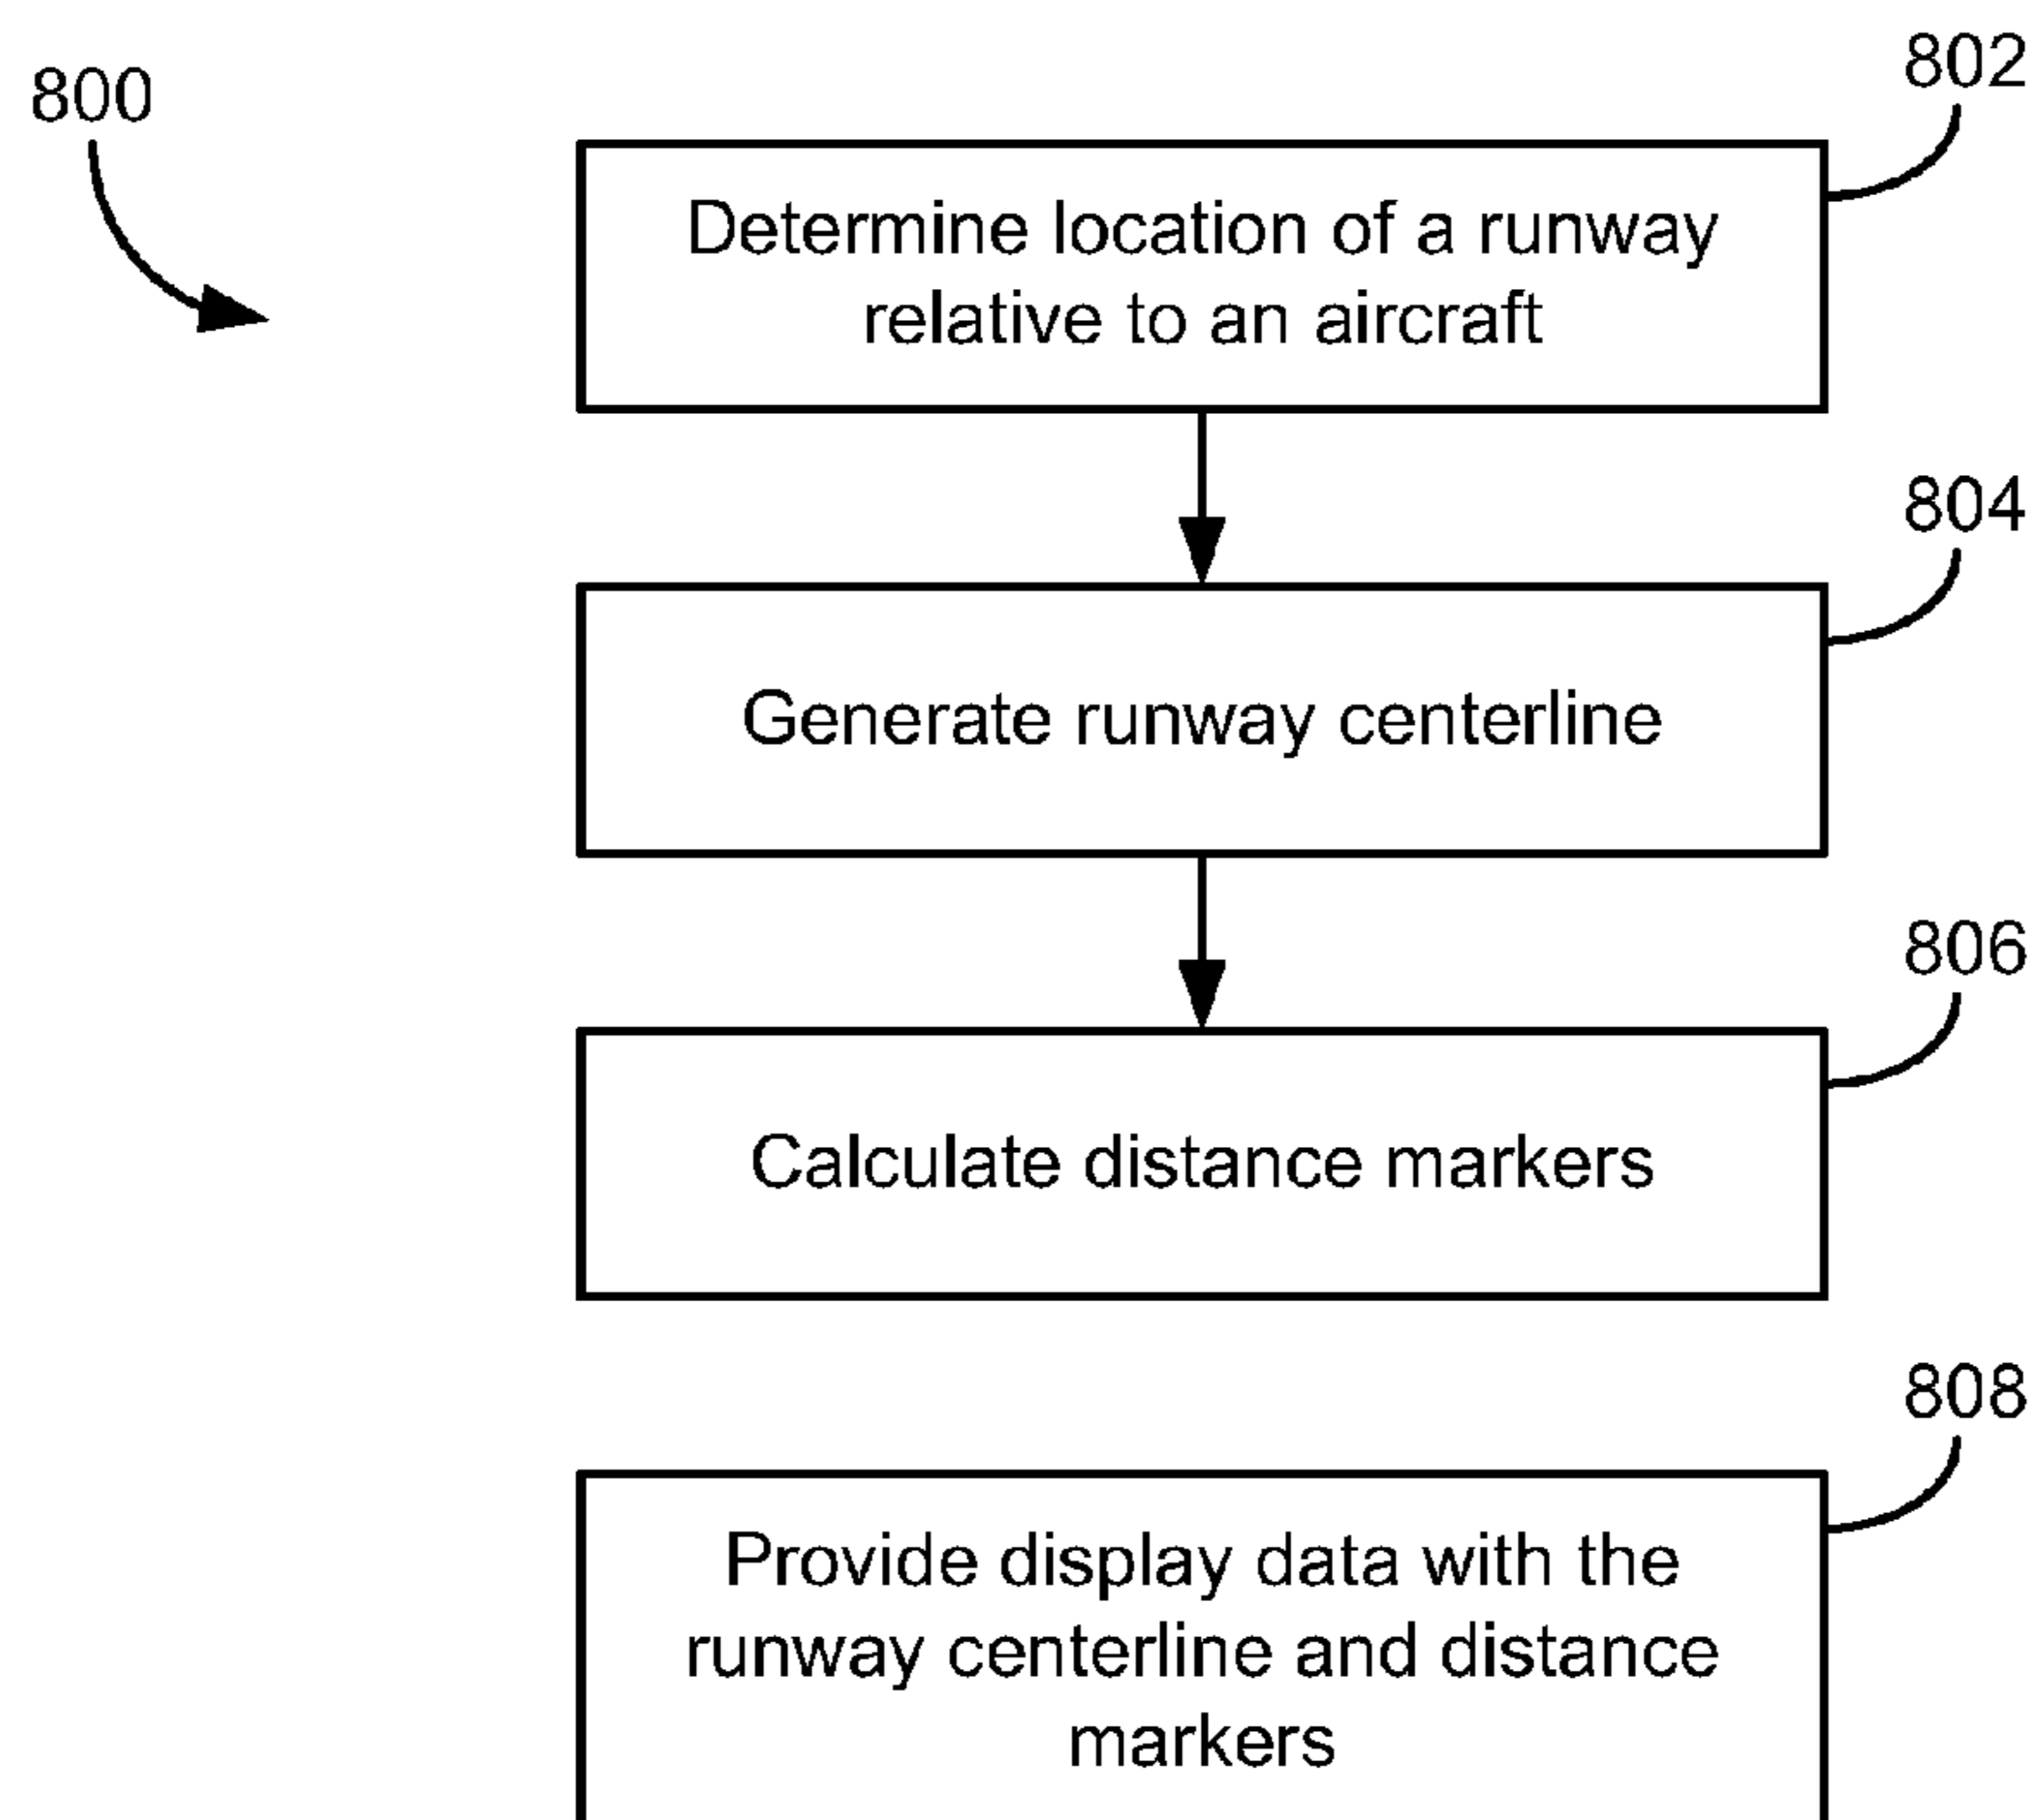 800
802
Determine location of a runway
relative to an aircraft
804
Generate runway centerline
806
Calculate distance markers
808
Provide display data with the
runway centerline and distance
markers